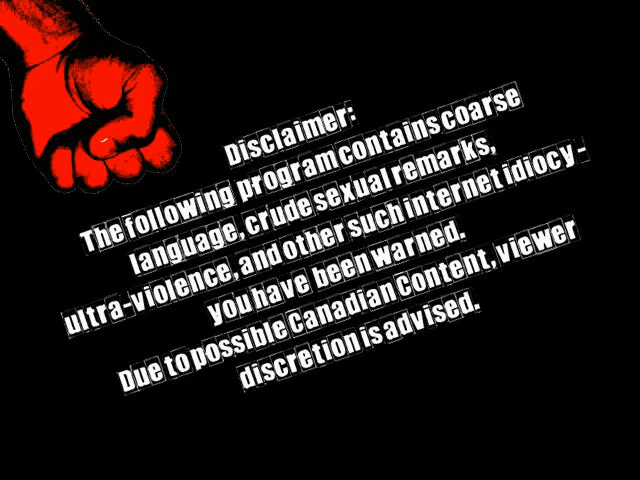 Disclaimer:
The following program contains coarse
language, crude sexual remarks,
ultra-violence, and other such internet idiocy -
you have been warned.
Due to possible Canadian Content, viewer
discretion is advised.